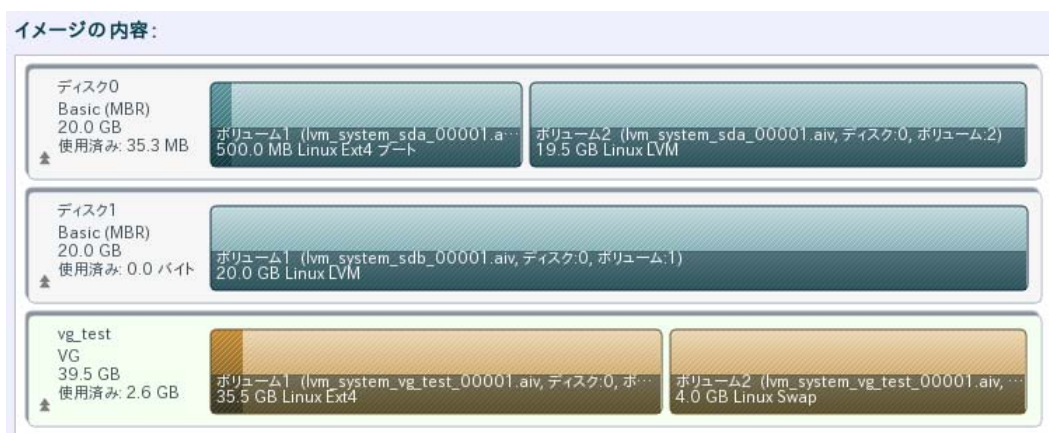 イメージの内容:
ディスク0
Basic (MBR)
20.0 GB
使用済み: 35.3 MB
ボリューム1 (lvm_system_sda_00001.a…
500.0 MB Linux Ext4 ブート
ボリューム2 (lvm_system_sda_00001.aiv, ディスク:0, ボリューム:2)
19.5 GB Linux LVM
ディスク1
Basic (MBR)
20.0 GB
使用済み: 0.0 バイト
ボリューム1 (lvm_system_sdb_00001.aiv, ディスク:0, ボリューム:1)
20.0 GB Linux LVM
vg_test
VG
39.5 GB
使用済み: 2.6 GB
ボリューム1 (lvm_system_vg_test_00001.aiv, ディスク:0, ボ…
35.5 GB Linux Ext4
ボリューム2 (lvm_system_vg_test_00001.aiv, …
4.0 GB Linux Swap